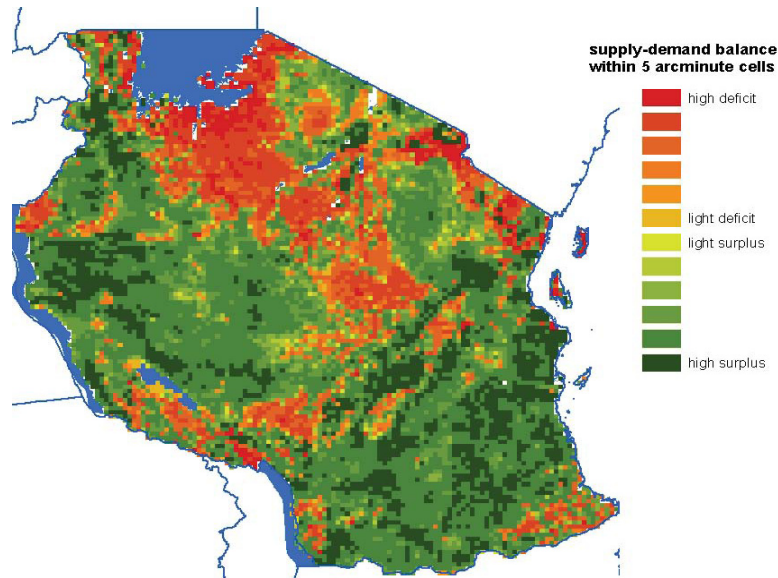 supply-demand balance
within 5 arcminute cells
high deficit
light deficit
light surplus
high surplus